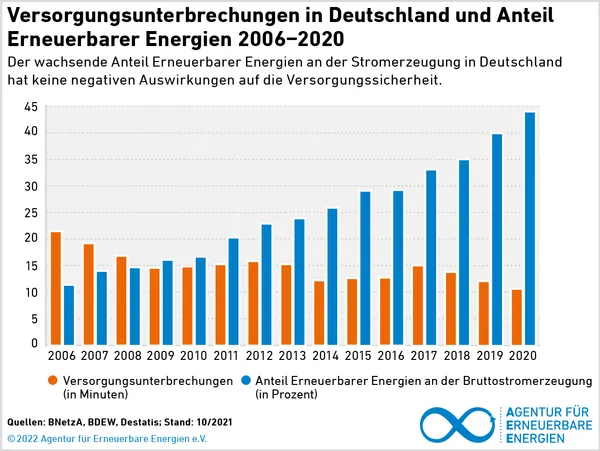 Versorgungsunterbrechungen in Deutschland und Anteil
Erneuerbarer Energien 2006–2020
Der wachsende Anteil Erneuerbarer Energien an der Stromerzeugung in Deutschland
hat keine negativen Auswirkungen auf die Versorgungssicherheit.
45
40
35
30
25
20
15
10
5
0
2006 2007 2008 2009 2010 2011 2012 2013 2014 2015 2016 2017 2018 2019 2020
Versorgungsunterbrechungen
(in Minuten)
Anteil Erneuerbarer Energien an der Bruttostromerzeugung
(in Prozent)
Quellen: BNetzA, BDEW, Destatis; Stand: 10/2021
©2022 Agentur für Erneuerbare Energien e.V.
AGENTUR FÜR
ERNEUERBARE
ENERGIEN